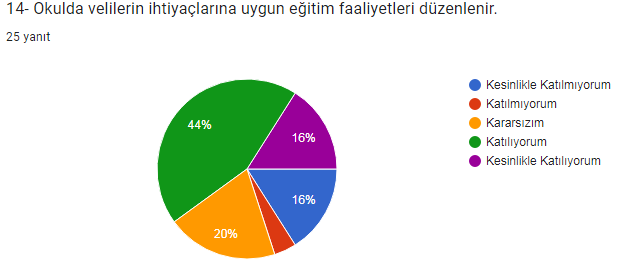 14- Okulda velilerin ihtiyaçlarına uygun eğitim faaliyetleri düzenlenir.
25 yanıt
Kesinlikle Katılmıyorum
Katılmıyorum
Kararsızım
Katılıyorum
Kesinlikle Katılıyorum
44%
16%
16%
20%